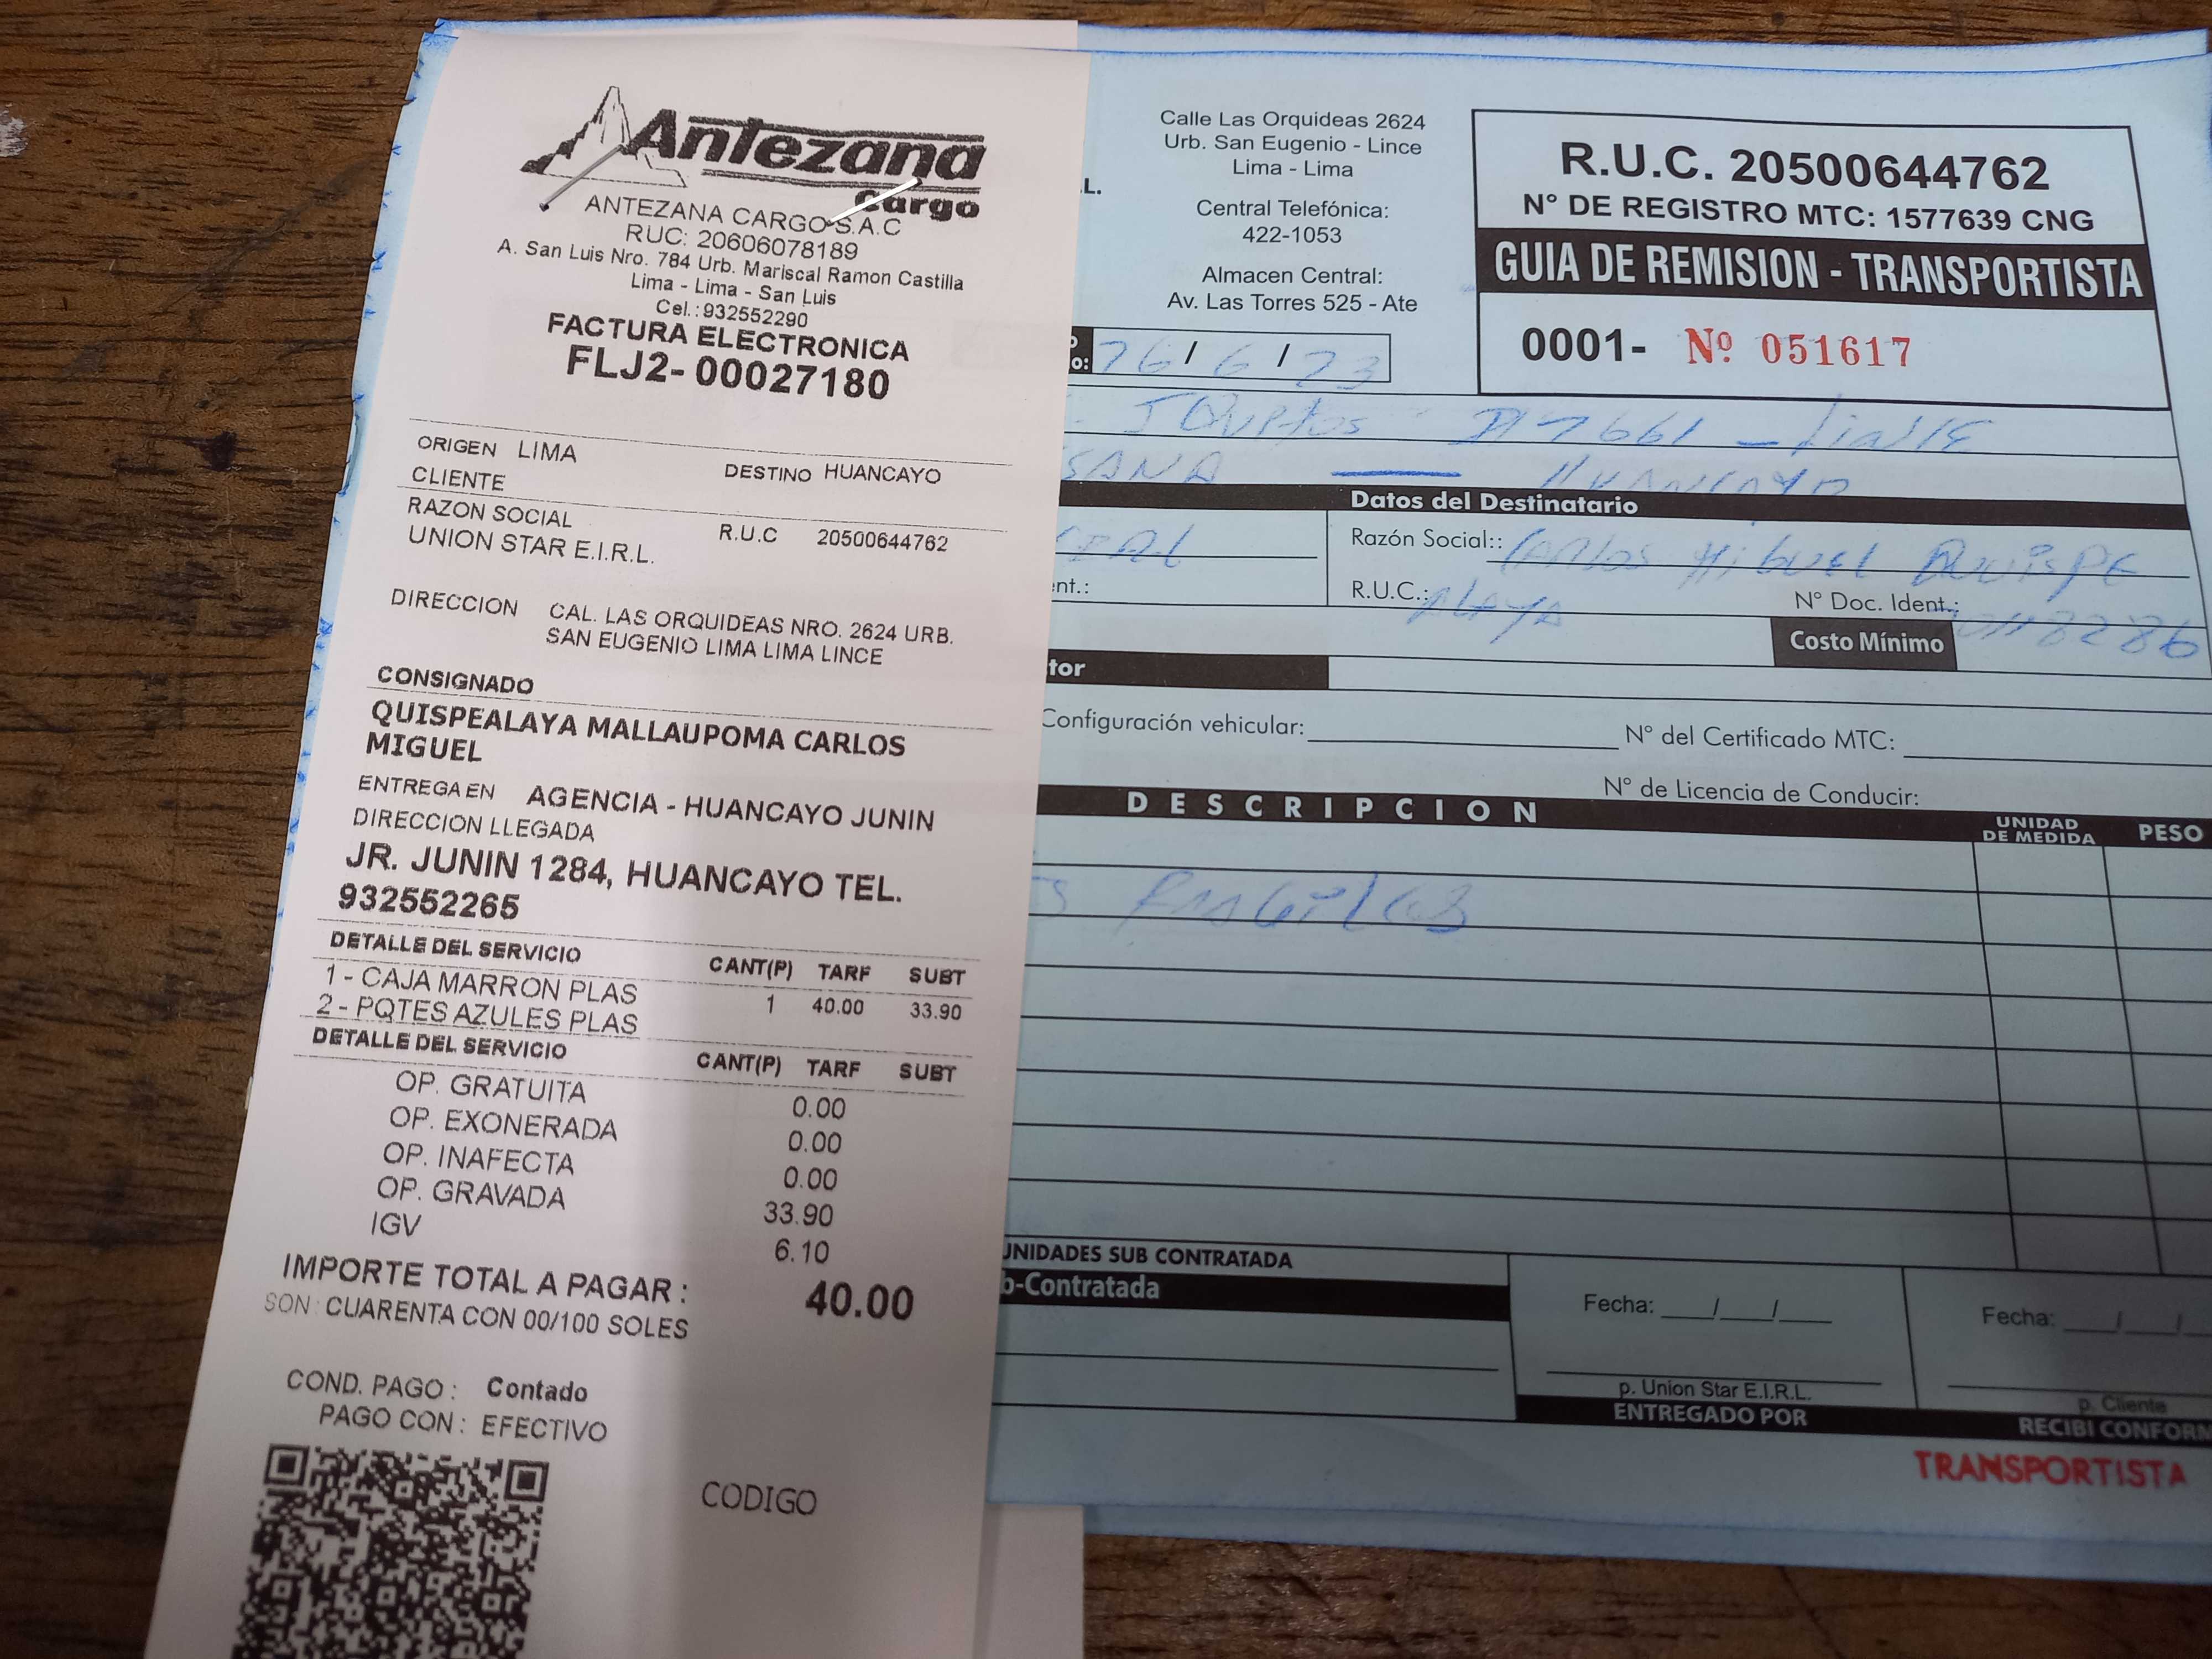 Antezana
Cargo
ANTEZANA CARGO S.A.C
RUC: 20606078189
A. San Luis Nro. 784 Urb. Mariscal Ramon Castilla
Lima - Lima - San Luis
Cel.:932552290
FACTURA ELECTRONICA
FLJ2-00027180
ORIGEN LIMA DESTINO HUANCAYO
CLIENTE
RAZON SOCIAL R.U.C 20500644762
UNION STAR E.I.R.L.
DIRECCION CAL. LAS ORQUIDEAS NRO. 2624 URB.
SAN EUGENIO LIMA LIMA LINCE
CONSIGNADO
QUISPEALAYA MALLAUPOMA CARLOS
MIGUEL
ENTREGA EN AGENCIA - HUANCAYO JUNIN
DIRECCION LLEGADA
JR. JUNIN 1284, HUANCAYO TEL.
932552265
DETALLE DEL SERVICIO CANT(P) TARF SUBT
1 - CAJA MARRON PLAS 1 40.00 33.90
2 - PQTES AZULES PLAS
DETALLE DEL SERVICIO CANT(P) TARF SUBT
OP. GRATUITA 0.00
OP. EXONERADA 0.00
OP. INAFECTA 0.00
OP. GRAVADA 33.90
IGV 6.10
IMPORTE TOTAL A PAGAR : 40.00
SON : CUARENTA CON 00/100 SOLES
COND. PAGO : Contado
PAGO CON : EFECTIVO
CODIGO
L.
Calle Las Orquideas 2624
Urb. San Eugenio - Lince
Lima - Lima
Central Telefónica:
422-1053
Almacen Central:
Av. Las Torres 525 - Ate
R.U.C. 20500644762
N° DE REGISTRO MTC: 1577639 CNG
GUIA DE REMISION - TRANSPORTISTA
0001- Nº 051617
o: 26/6/23
HUANCAYO
Datos del Destinatario
Razón Social:: Carlos Miguel Quispe
ent.: R.U.C.: Alaya N° Doc. Ident.:
Costo Mínimo
tor
Configuración vehicular: N° del Certificado MTC:
N° de Licencia de Conducir:
DESCRIPCION UNIDAD DE MEDIDA PESO
UNIDADES SUB CONTRATADA
b-Contratada
Fecha: / / Fecha: / /
p. Union Star E.I.R.L. p. Cliente
ENTREGADO POR RECIBI CONFORM
TRANSPORTISTA